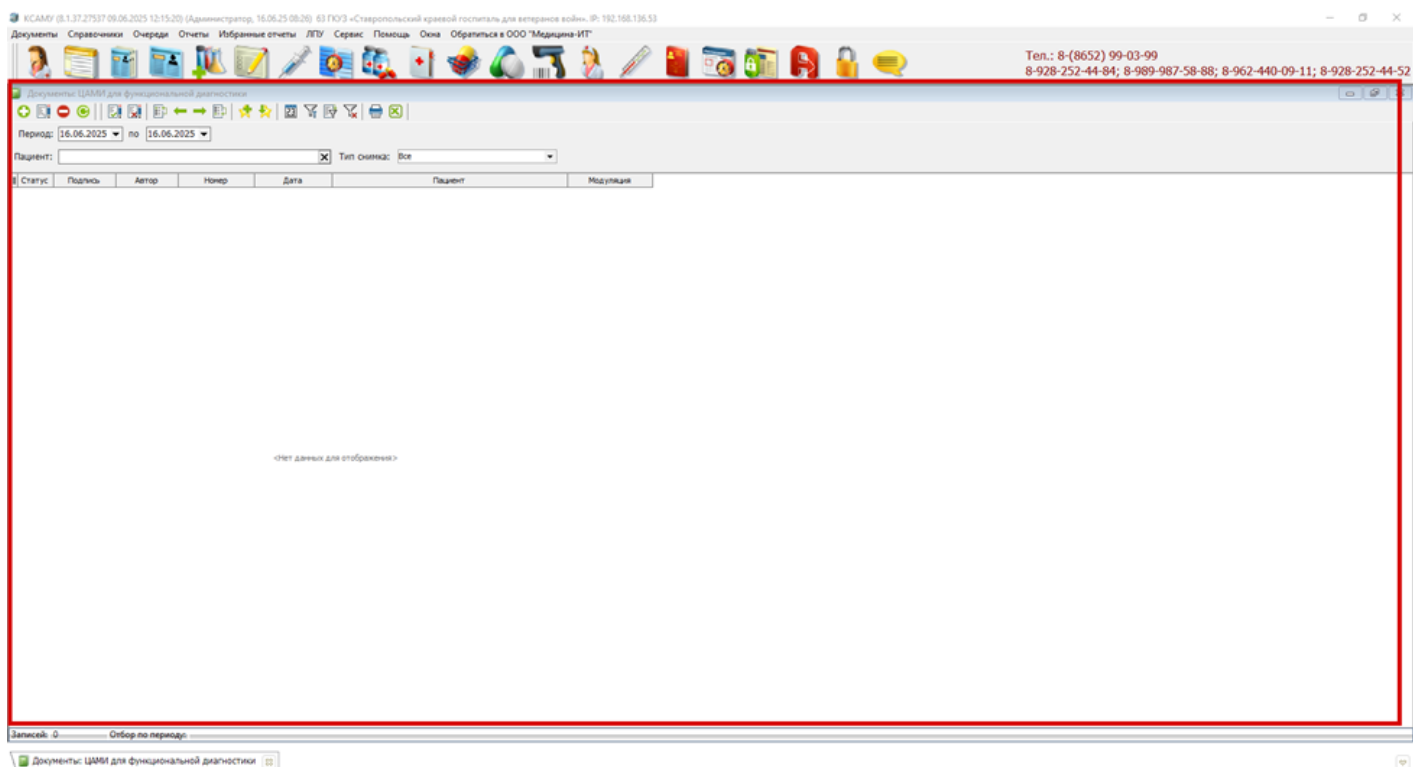 КСАМУ (8.1.37.27537 09.06.2025 12:15:20) (Администратор, 16.06.25 08:26) 63 ГКУЗ «Ставропольский краевой госпиталь для ветеранов войн». IP: 192.168.136.53
Документы Справочники Очереди Отчеты Избранные отчеты ЛПУ Сервис Помощь Окна Обратиться в ООО "Медицина-ИТ"
Тел.: 8-(8652) 99-03-99
8-928-252-44-84; 8-989-987-58-88; 8-962-440-09-11; 8-928-252-44-52
Документы: ЦАМИ для функциональной диагностики
Период: 16.06.2025 по 16.06.2025
Пациент: Тип снимка: Все
Статус Подпись Автор Номер Дата Пациент Модуляция
<Нет данных для отображения>
Записей: 0 Отбор по периоду:
Документы: ЦАМИ для функциональной диагностики